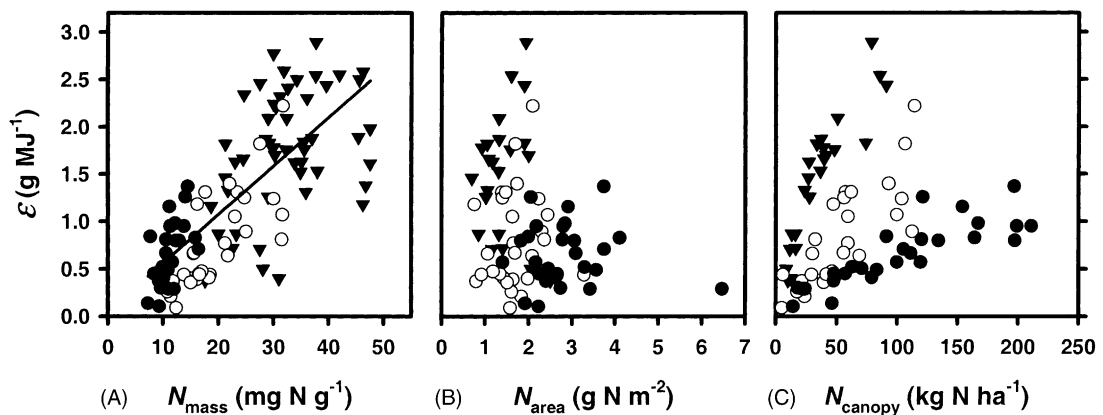 3.0
2.5
2.0
1.5
1.0
0.5
0.0
ε (g MJ⁻¹)
0 10 20 30 40 50
0 1 2 3 4 5 6 7
0 50 100 150 200 250
(A) Nmass (mg N g⁻¹)
(B) Narea (g N m⁻²)
(C) Ncanopy (kg N ha⁻¹)